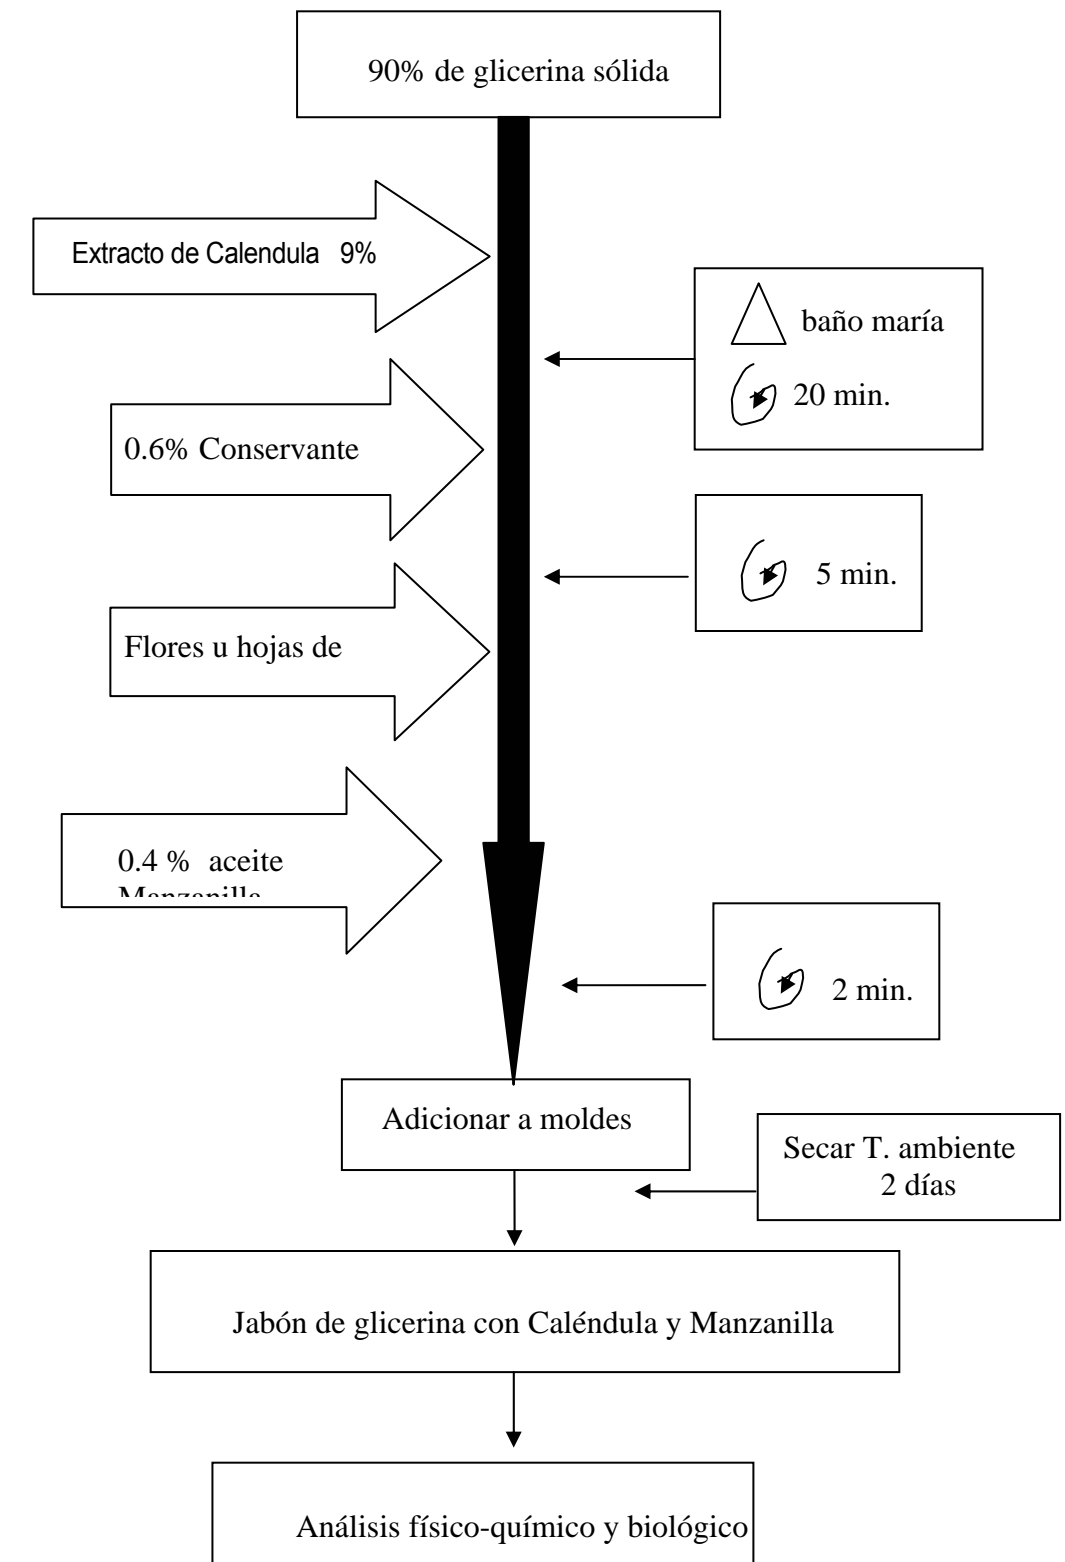 90% de glicerina sólida
Extracto de Calendula 9%
baño maría
20 min.
0.6% Conservante
5 min.
Flores u hojas de
0.4 % aceite
Manzanilla
2 min.
Adicionar a moldes
Secar T. ambiente
2 días
Jabón de glicerina con Caléndula y Manzanilla
Análisis físico-químico y biológico